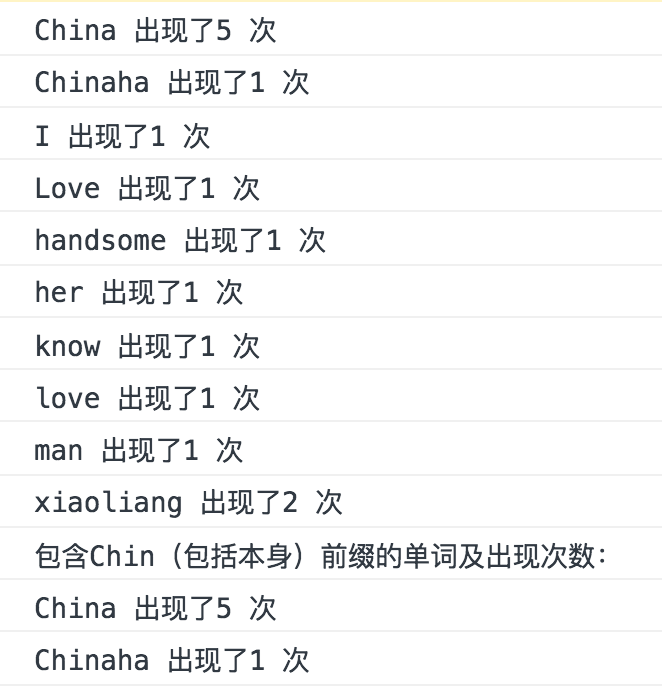 China 出现了5 次
Chinaha 出现了1 次
I 出现了1 次
Love 出现了1 次
handsome 出现了1 次
her 出现了1 次
know 出现了1 次
love 出现了1 次
man 出现了1 次
xiaoliang 出现了2 次
包含Chin（包括本身）前缀的单词及出现次数：
China 出现了5 次
Chinaha 出现了1 次